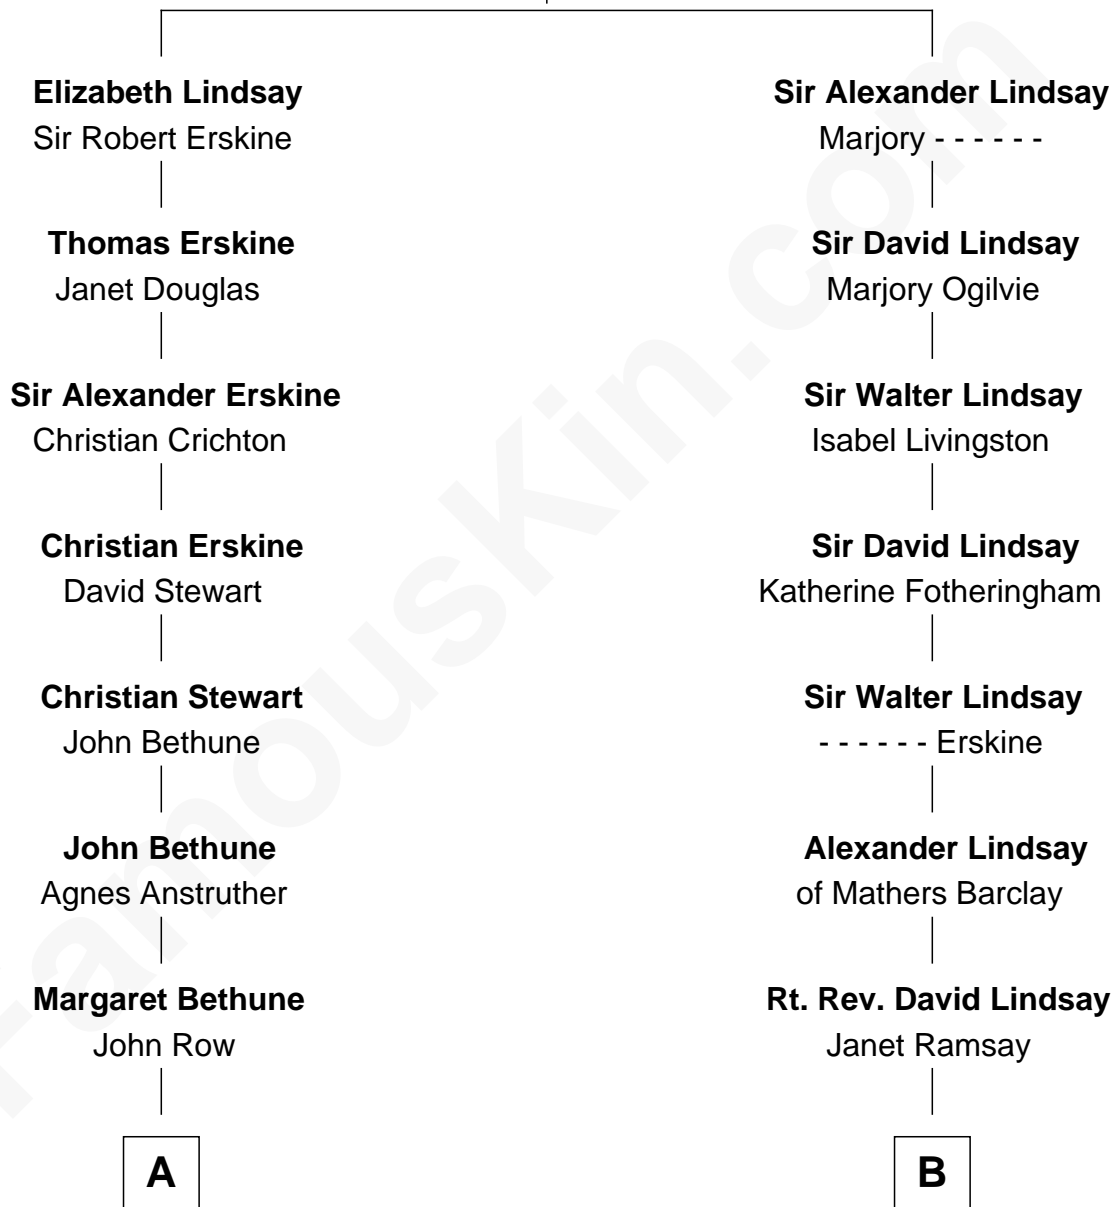 Elizabeth Lindsay
Sir Robert Erskine
Thomas Erskine
Janet Douglas
Sir Alexander Erskine
Christian Crichton
Christian Erskine
David Stewart
Christian Stewart
John Bethune
John Bethune
Agnes Anstruther
Margaret Bethune
John Row
A
Sir Alexander Lindsay
Marjory - - - - - -
Sir David Lindsay
Marjory Ogilvie
Sir Walter Lindsay
Isabel Livingston
Sir David Lindsay
Katherine Fotheringham
Sir Walter Lindsay
- - - - - - Erskine
Alexander Lindsay
of Mathers Barclay
Rt. Rev. David Lindsay
Janet Ramsay
B
FamousKin.com